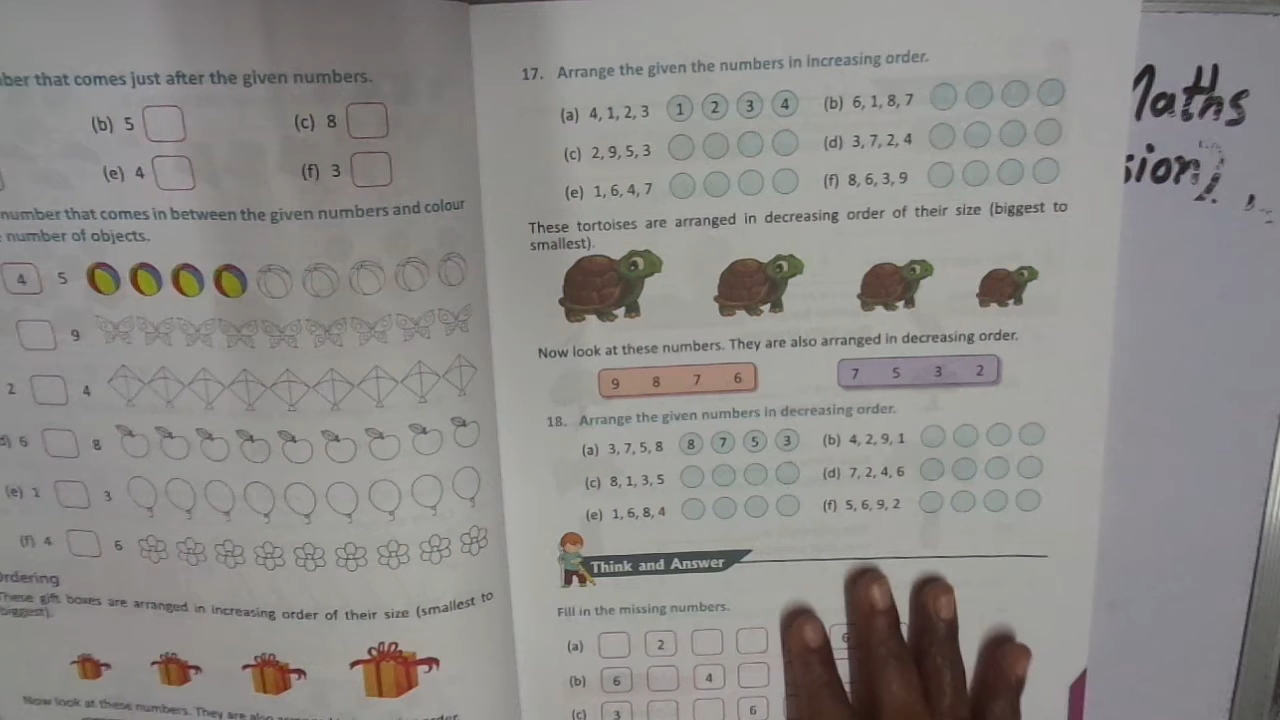 ber that comes just after the given numbers.
(b) 5
(c) 8
(e) 4
(f) 3
number that comes in between the given numbers and colour
number of objects.
4 5
9
2 4
6 8
(e) 1 3
(f) 4 6
Ordering
These gift boxes are arranged in increasing order of their size (smallest to
biggest).
Now look at these numbers. They are
17. Arrange the given the numbers in increasing order.
(a) 4, 1, 2, 3 1 2 3 4 (b) 6, 1, 8, 7
(c) 2, 9, 5, 3 (d) 3, 7, 2, 4
(e) 1, 6, 4, 7 (f) 8, 6, 3, 9
These tortoises are arranged in decreasing order of their size (biggest to
smallest).
Now look at these numbers. They are also arranged in decreasing order.
9 8 7 6 7 5 3 2
18. Arrange the given numbers in decreasing order.
(a) 3, 7, 5, 8 8 7 5 3 (b) 4, 2, 9, 1
(c) 8, 1, 3, 5 (d) 7, 2, 4, 6
(e) 1, 6, 8, 4 (f) 5, 6, 9, 2
Think and Answer
Fill in the missing numbers.
(a) 2 6
(b) 6 4
(c) 3 6
Maths
sion